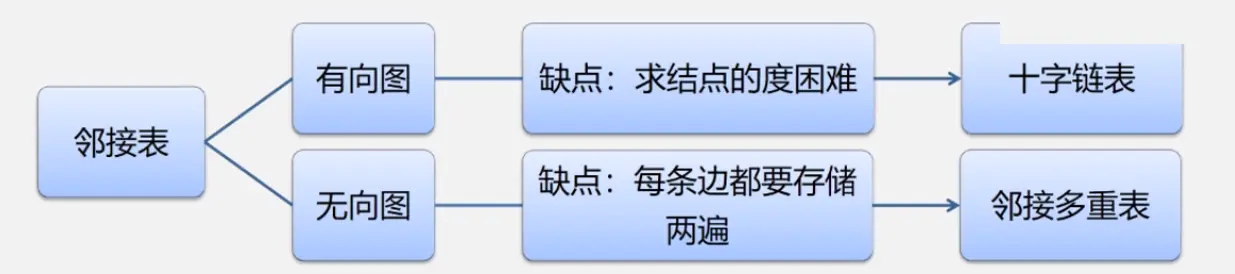 邻接表
有向图
缺点：求结点的度困难
十字链表
无向图
缺点：每条边都要存储
两遍
邻接多重表